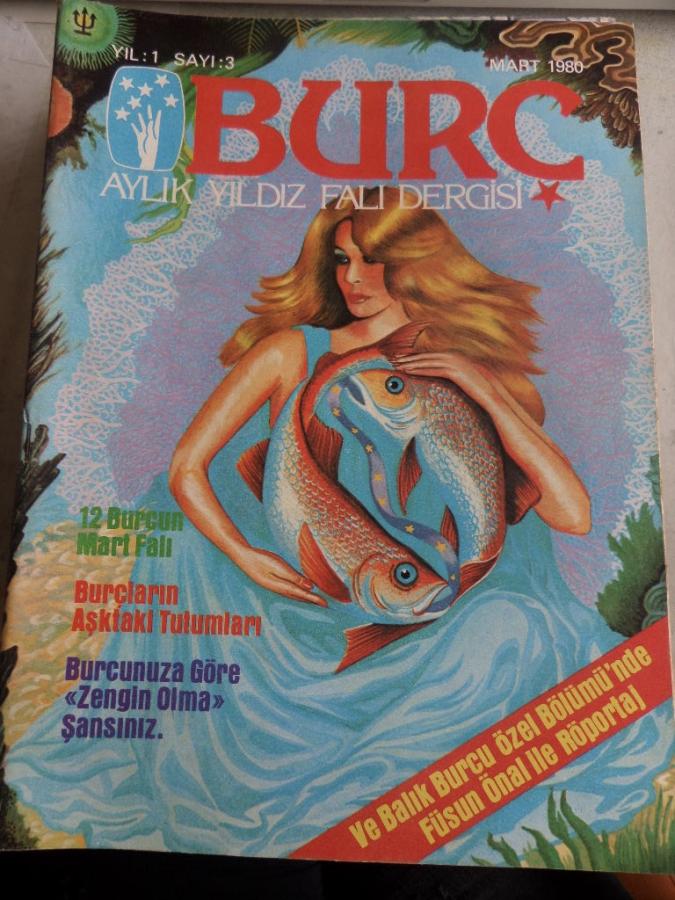 YIL:1 SAYI:3
MART 1980
BURÇ
AYLIK YILDIZ FALI DERGİSİ
12 Burcun
Mart Falı
Burçların
Aşktaki Tutumları
Burcunuza Göre
«Zengin Olma»
Şansınız.
Ve Balık Burcu Özel Bölümü'nde
Füsun Önal ile Röportaj